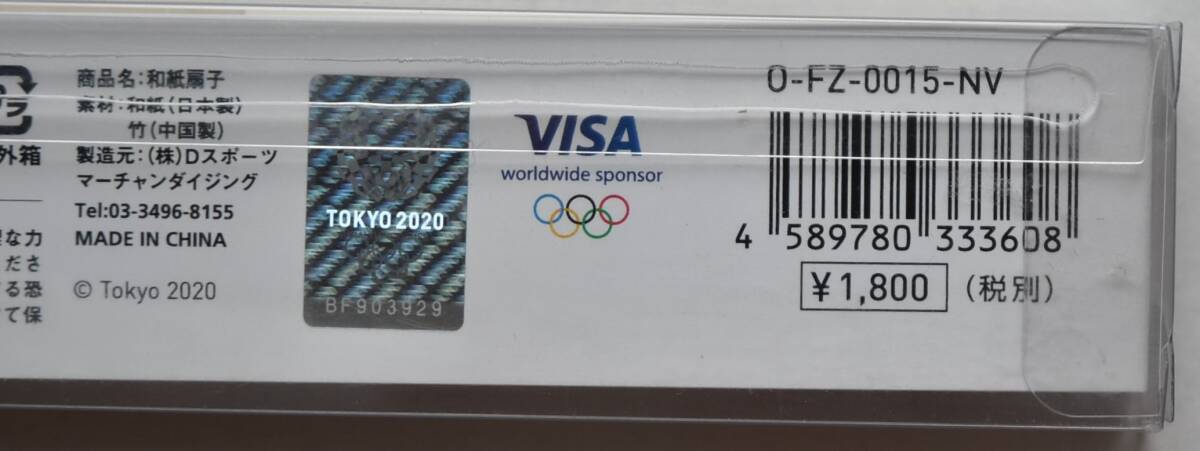 プラ
外箱
な力
ださ
る恐
て保
商品名:和紙扇子
素材:和紙(日本製)
竹(中国製)
製造元:(株)Dスポーツ
マーチャンダイジング
Tel:03-3496-8155
MADE IN CHINA
© Tokyo 2020
TOKYO 2020
BF903929
VISA
worldwide sponsor
O-FZ-0015-NV
4 589780 333608
¥1,800 (税別)